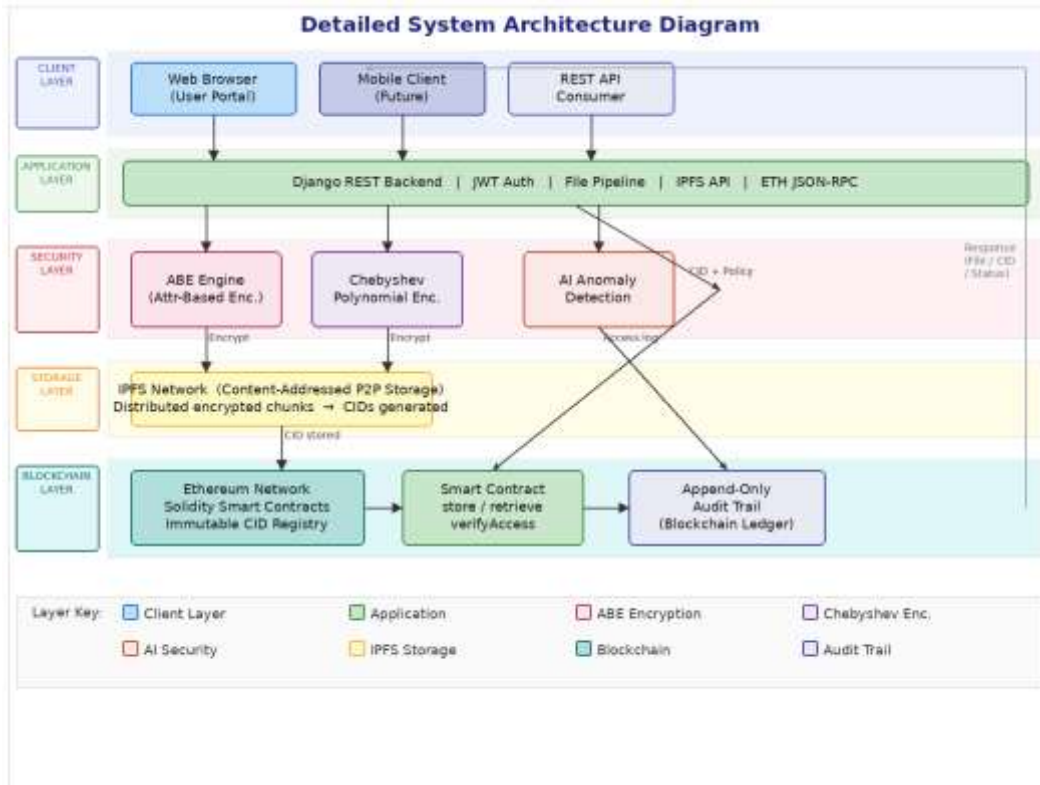 Detailed System Architecture Diagram
CLIENT
LAYER
Web Browser
(User Portal)
Mobile Client
(Future)
REST API
Consumer
APPLICATION
LAYER
Django REST Backend | JWT Auth | File Pipeline | IPFS API | ETH JSON-RPC
SECURITY
LAYER
ABE Engine
(Attr-Based Enc.)
Chebyshev
Polynomial Enc.
AI Anomaly
Detection
CID + Policy
Response
(File / CID
/ Status)
Encrypt
Encrypt
Access log
STORAGE
LAYER
IPFS Network (Content-Addressed P2P Storage)
Distributed encrypted chunks → CIDs generated
CID stored
BLOCKCHAIN
LAYER
Ethereum Network
Solidity Smart Contracts
Immutable CID Registry
Smart Contract
store / retrieve
verifyAccess
Append-Only
Audit Trail
(Blockchain Ledger)
Layer Key:
Client Layer
Application
ABE Encryption
Chebyshev Enc.
AI Security
IPFS Storage
Blockchain
Audit Trail